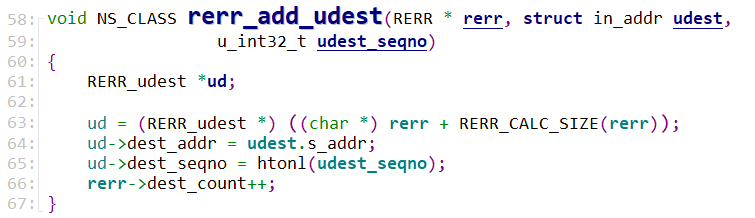 58: void NS_CLASS rerr_add_udest(RERR * rerr, struct in_addr udest,
59: u_int32_t udest_seqno)
60: {
61: RERR_udest *ud;
62:
63: ud = (RERR_udest *) ((char *) rerr + RERR_CALC_SIZE(rerr));
64: ud->dest_addr = udest.s_addr;
65: ud->dest_seqno = htonl(udest_seqno);
66: rerr->dest_count++;
67: }